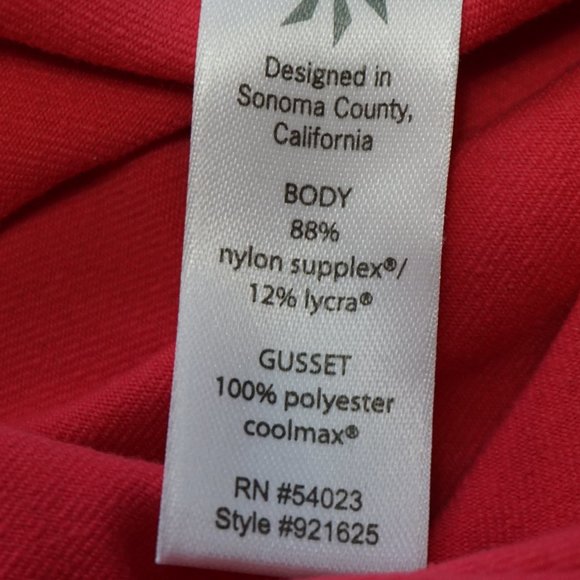 Designed in
Sonoma County,
California
BODY
88%
nylon supplex®/
12% lycra®
GUSSET
100% polyester
coolmax®
RN #54023
Style #921625